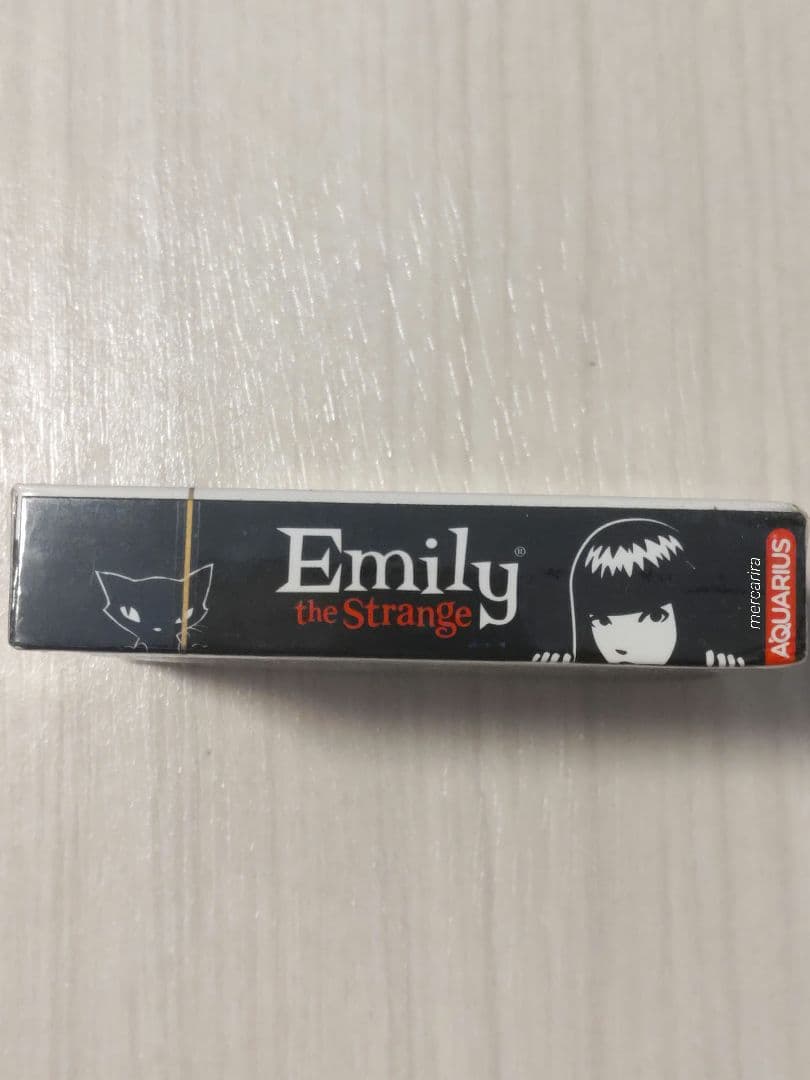 Emily®
the Strange
mercarira
AQUARIUS